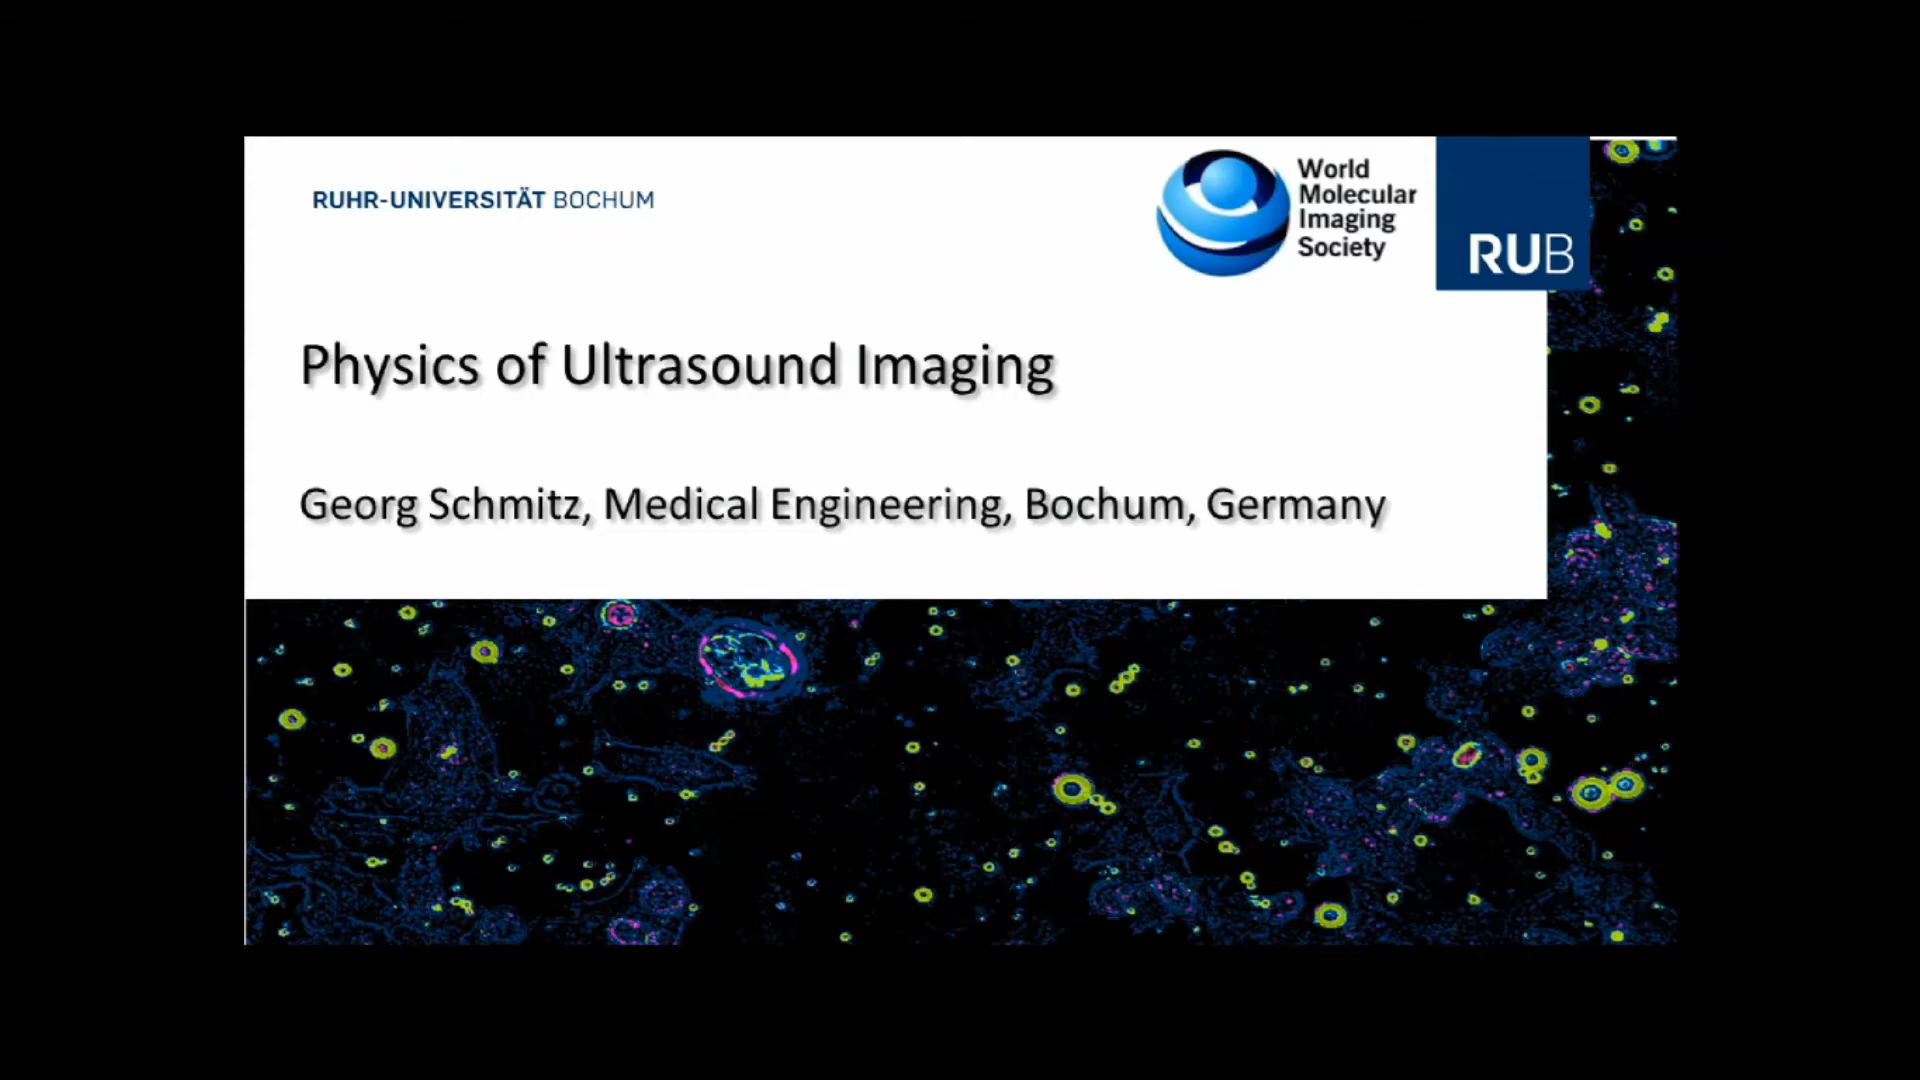 RUHR-UNIVERSITÄT BOCHUM
World
Molecular
Imaging
Society
RUB
Physics of Ultrasound Imaging
Georg Schmitz, Medical Engineering, Bochum, Germany